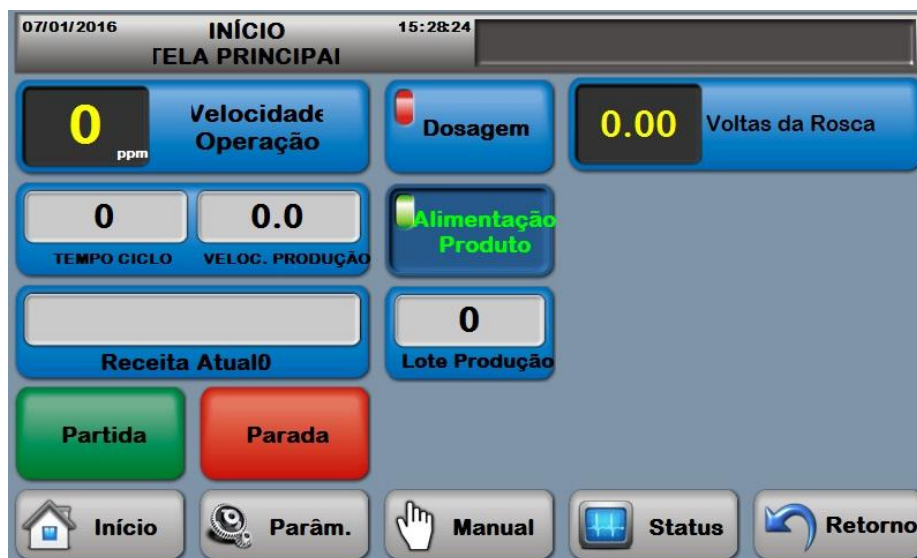 07/01/2016
INÍCIO
15:28:24
TELA PRINCIPAL
0
ppm
Velocidade
Operação
Dosagem
0.00
Voltas da Rosca
0
0.0
TEMPO CICLO
VELOC. PRODUÇÃO
Alimentação
Produto
Receita Atual0
0
Lote Produção
Partida
Parada
Início
Parâm.
Manual
Status
Retorno